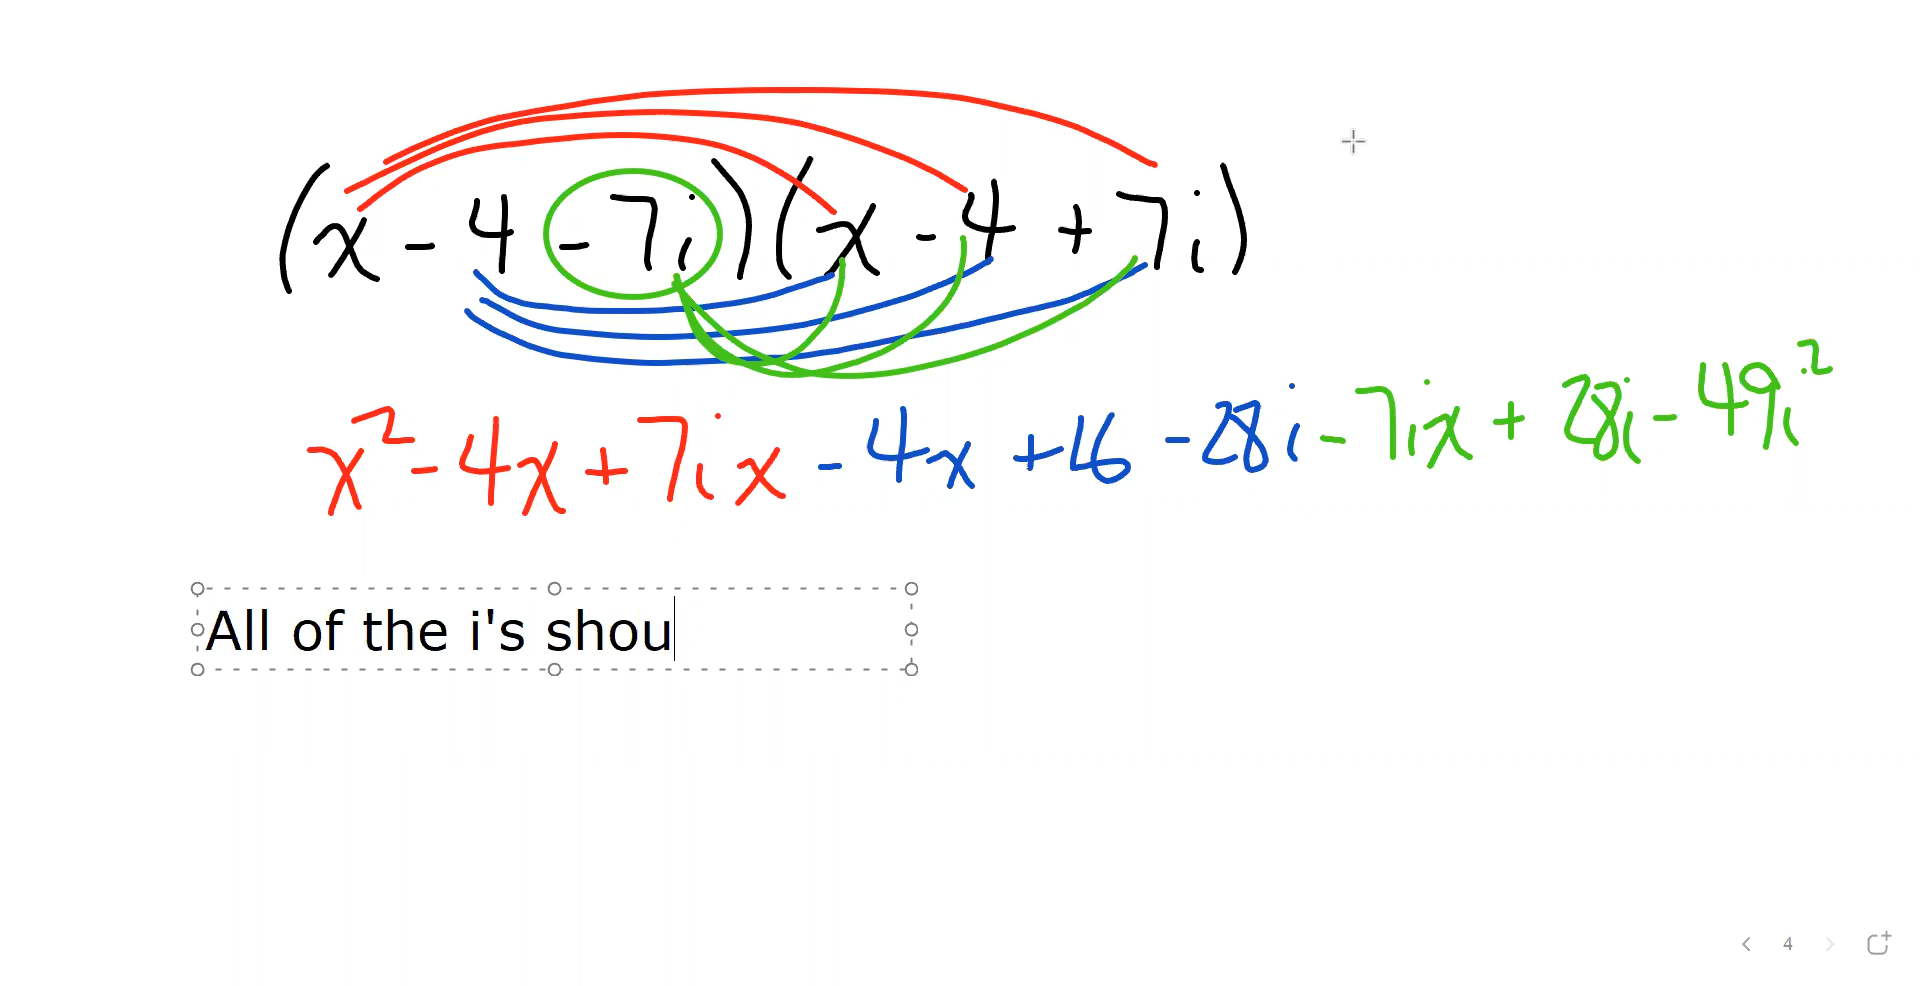 (x - 4 - 7i)(x - 4 + 7i)
x² - 4x + 7ix - 4x + 16 - 28i - 7ix + 28i - 49i²
All of the i's shou
4